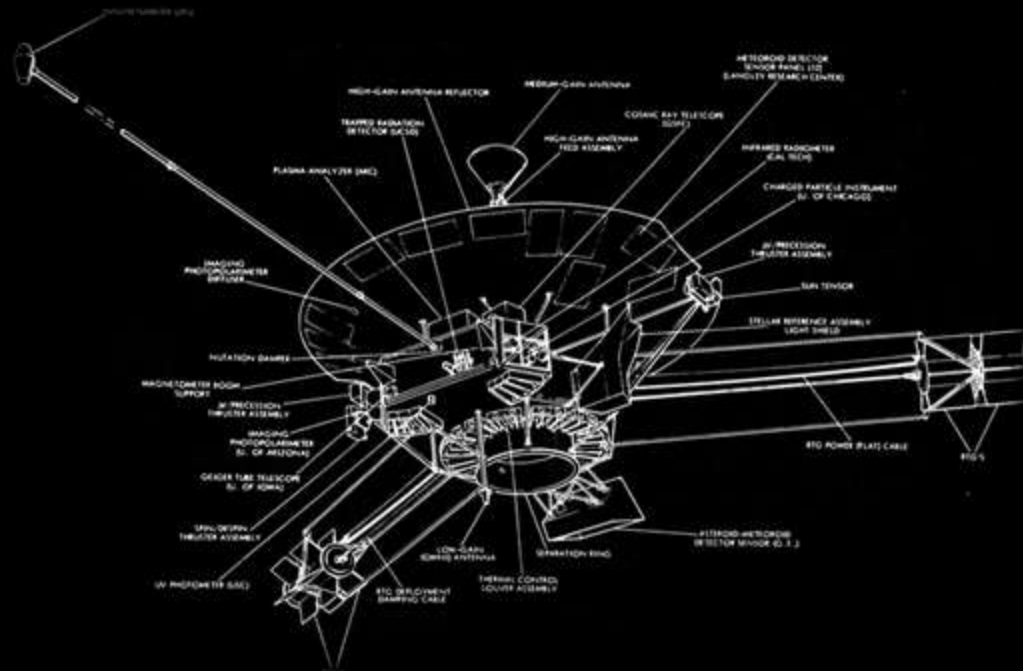 MEDIUM-GAIN ANTENNA
METEOROID DETECTOR
SENSOR PANEL (12)
(LANGLEY RESEARCH CENTER)
HIGH-GAIN ANTENNA REFLECTOR
COSMIC RAY TELESCOPE
(GSFC)
TRAPPED RADIATION
DETECTOR (UCSD)
HIGH-GAIN ANTENNA
FEED ASSEMBLY
INFRARED RADIOMETER
(CAL TECH)
PLASMA ANALYZER (ARC)
CHARGED PARTICLE INSTRUMENT
(U. OF CHICAGO)
ΔV/PRECESSION
THRUSTER ASSEMBLY
IMAGING
PHOTOPOLARIMETER
DIFFUSER
SUN SENSOR
STELLAR REFERENCE ASSEMBLY
LIGHT SHIELD
NUTATION DAMPER
MAGNETOMETER BOOM
SUPPORT
ΔV/PRECESSION
THRUSTER ASSEMBLY
IMAGING
PHOTOPOLARIMETER
(U. OF ARIZONA)
RTG POWER (FLAT) CABLE
RTG'S
GEIGER TUBE TELESCOPE
(U. OF IOWA)
SPIN/DESPIN
THRUSTER ASSEMBLY
LOW-GAIN
(OMNI) ANTENNA
SEPARATION RING
ASTEROID-METEOROID
DETECTOR SENSOR (G.E.)
UV PHOTOMETER (USC)
RTG DEPLOYMENT
DAMPING CABLE
THERMAL CONTROL
LOUVER ASSEMBLY